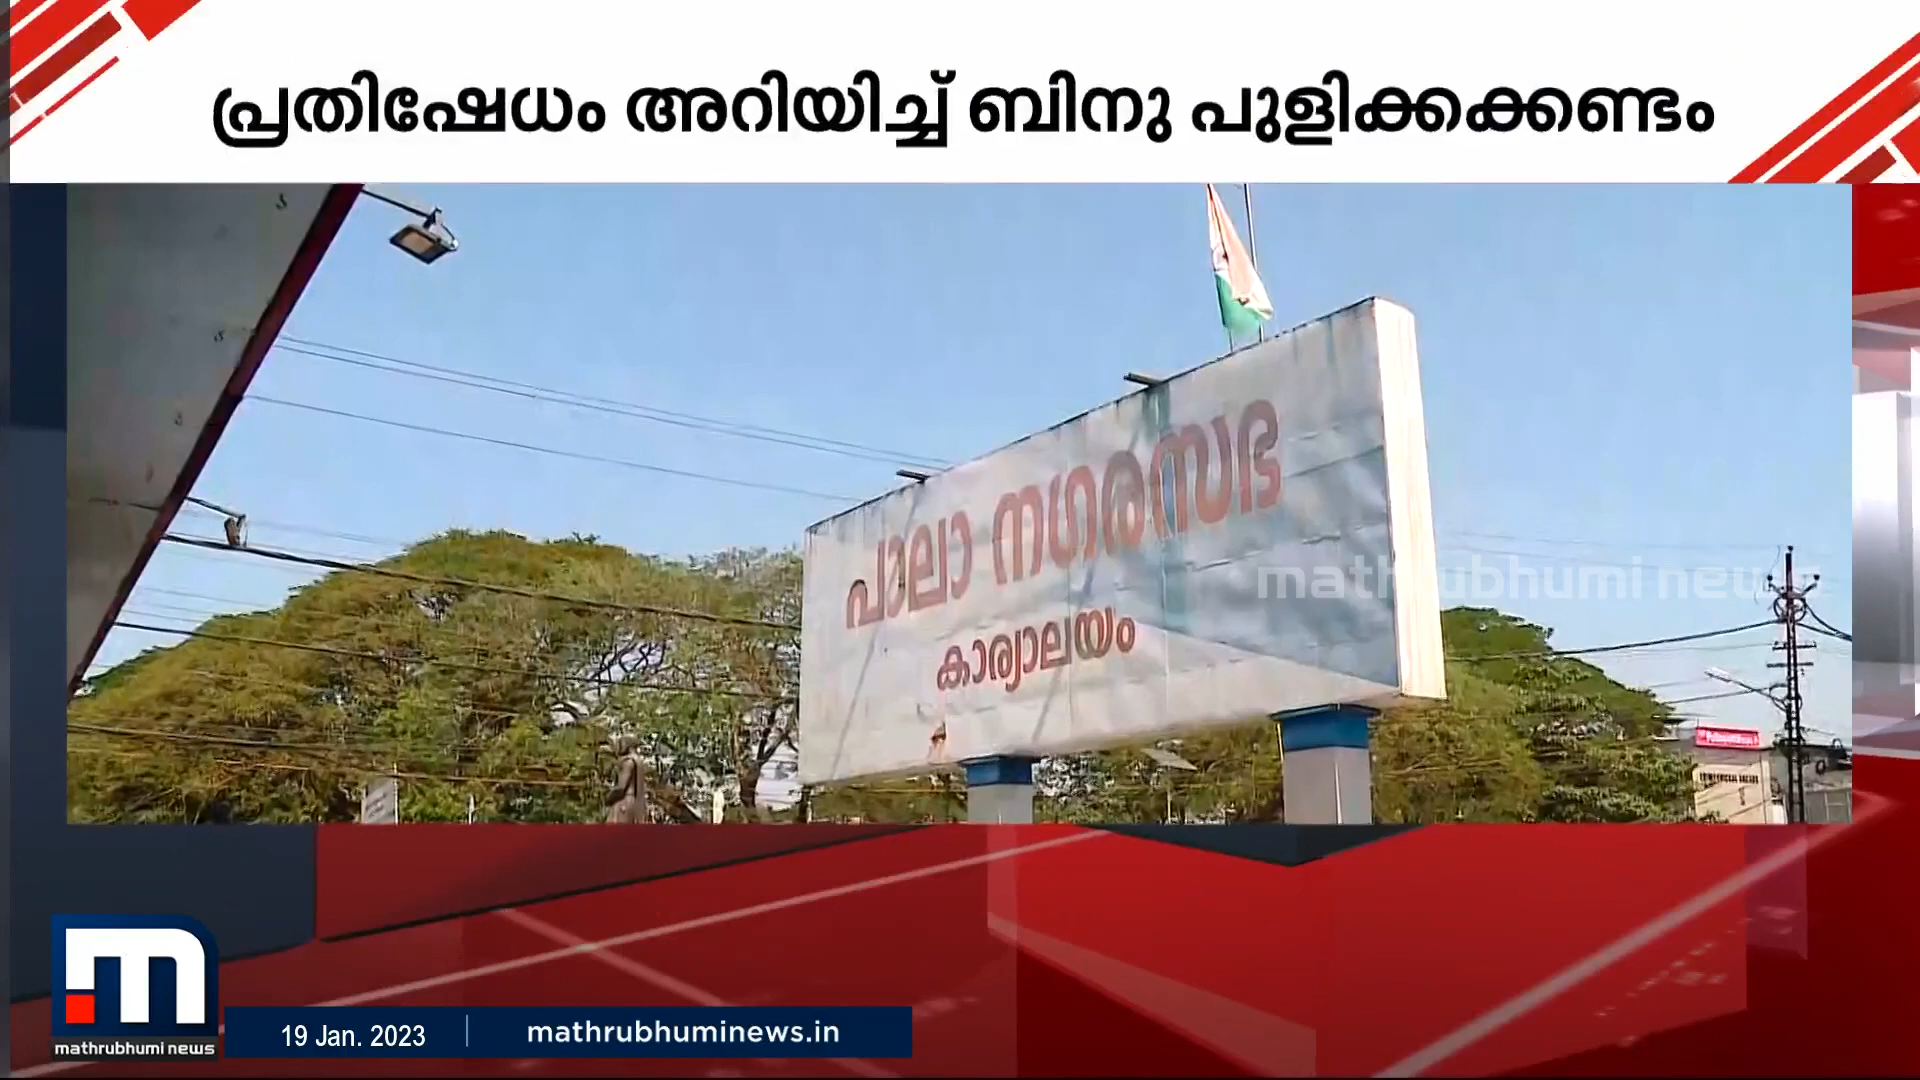 പ്രതിഷേധം അറിയിച്ച് ബിനു പുളിക്കക്കണ്ടം
പാലാ നഗരസഭ
കാര്യാലയം
mathrubhumi news
mathrubhumi news
19 Jan. 2023
mathrubhuminews.in